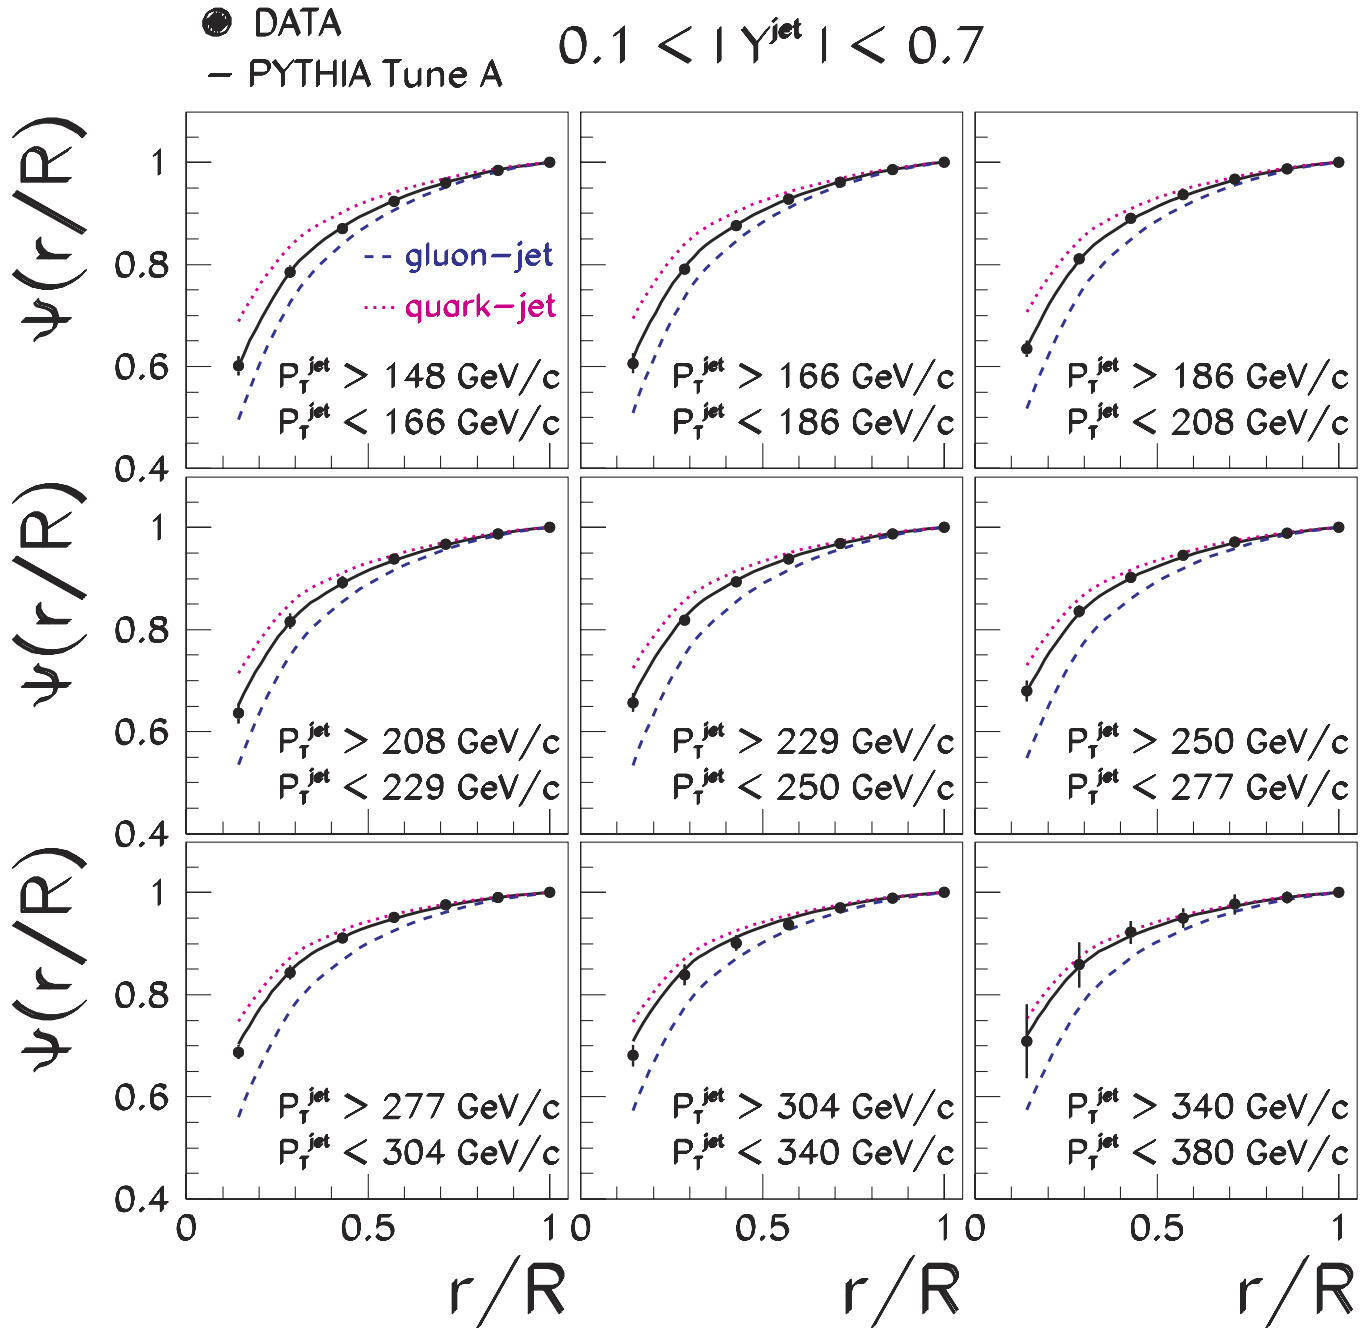 DATA
0.1 < | Y^jet | < 0.7
– PYTHIA Tune A
Ψ(r/R)
1
0.8
0.6
0.4
gluon–jet
quark–jet
P_T^jet > 148 GeV/c
P_T^jet < 166 GeV/c
P_T^jet > 166 GeV/c
P_T^jet < 186 GeV/c
P_T^jet > 186 GeV/c
P_T^jet < 208 GeV/c
Ψ(r/R)
1
0.8
0.6
0.4
P_T^jet > 208 GeV/c
P_T^jet < 229 GeV/c
P_T^jet > 229 GeV/c
P_T^jet < 250 GeV/c
P_T^jet > 250 GeV/c
P_T^jet < 277 GeV/c
Ψ(r/R)
1
0.8
0.6
0.4
P_T^jet > 277 GeV/c
P_T^jet < 304 GeV/c
P_T^jet > 304 GeV/c
P_T^jet < 340 GeV/c
P_T^jet > 340 GeV/c
P_T^jet < 380 GeV/c
0 0.5 1 0 0.5 1 0 0.5 1
r/R r/R r/R